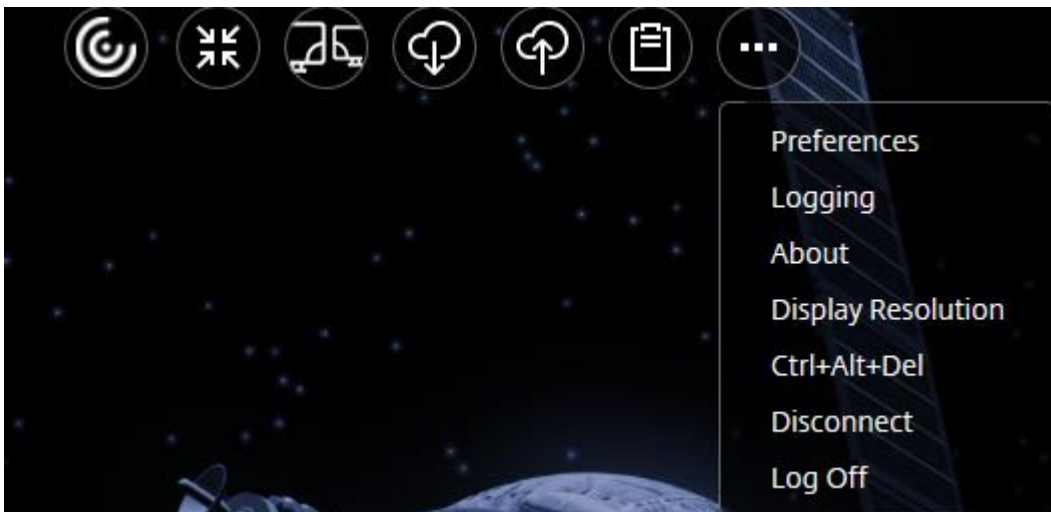 Preferences
Logging
About
Display Resolution
Ctrl+Alt+Del
Disconnect
Log Off